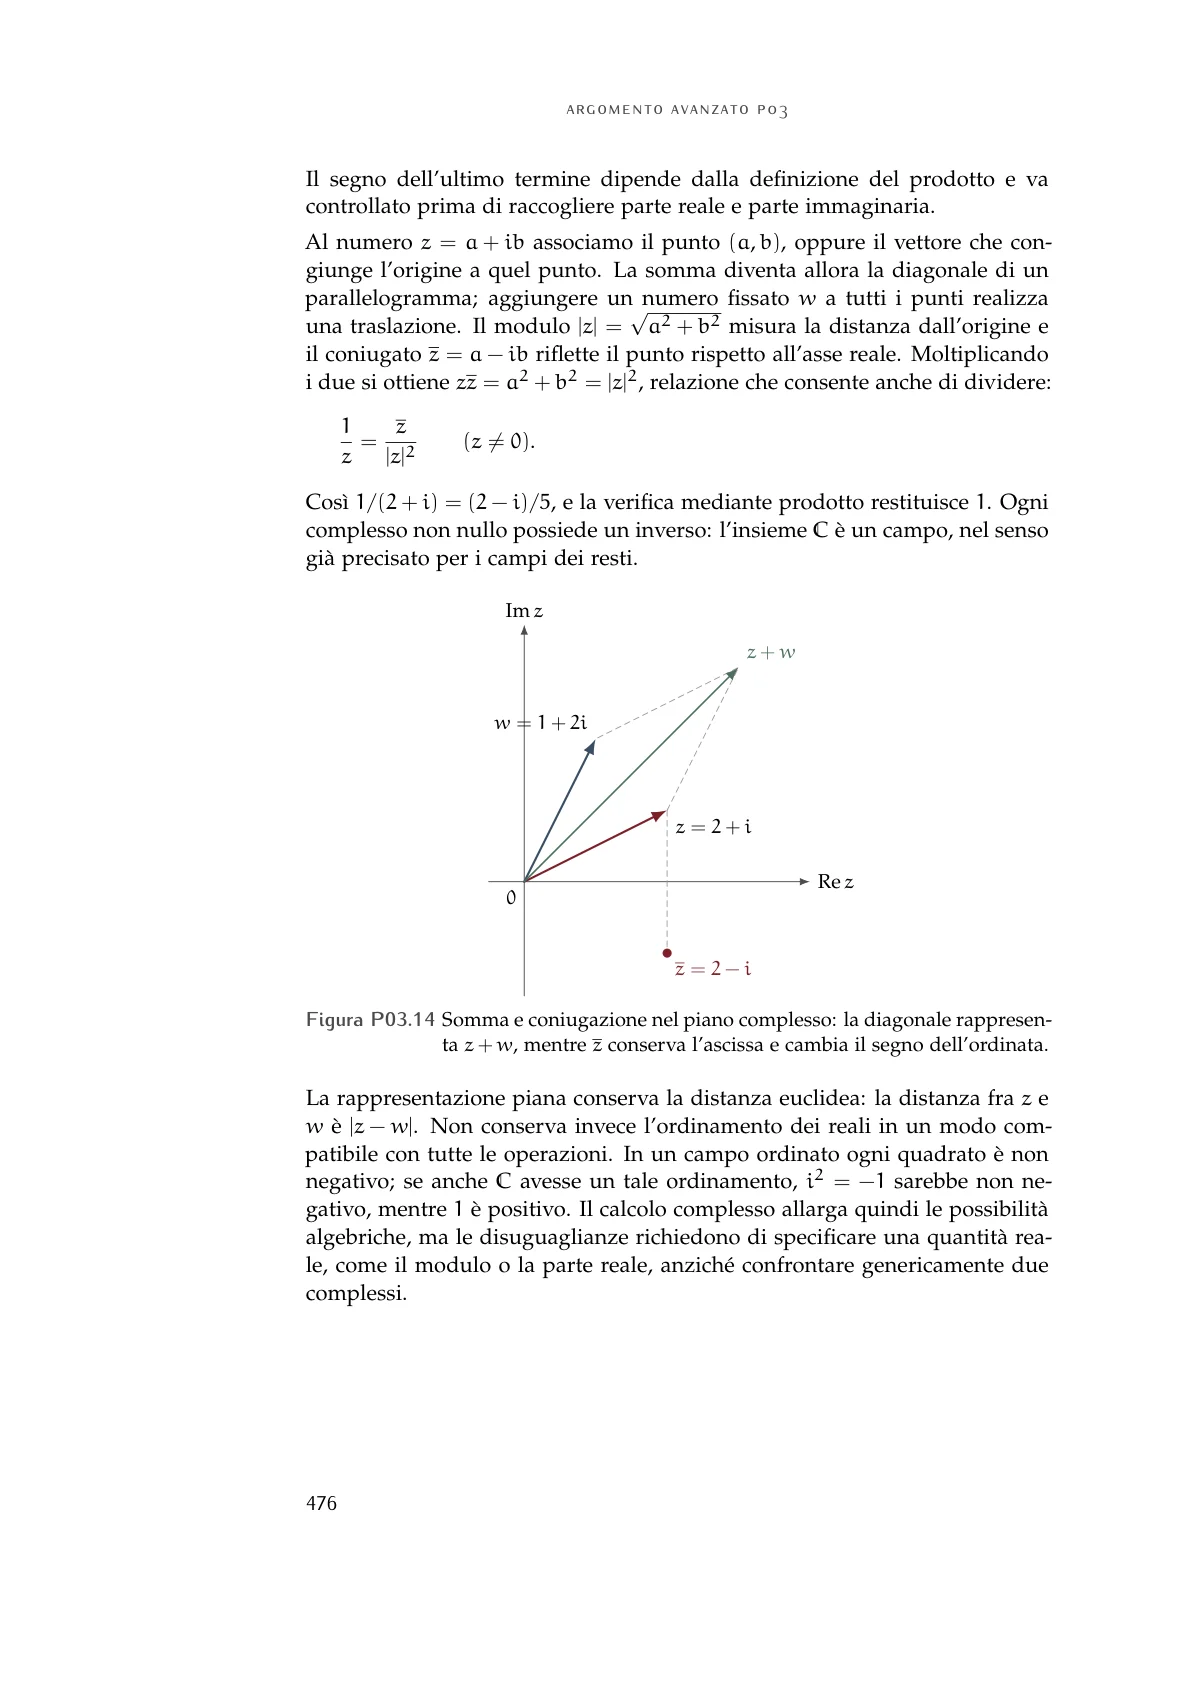 ARGOMENTO AVANZATO P03
Il segno dell'ultimo termine dipende dalla definizione del prodotto e va
controllato prima di raccogliere parte reale e parte immaginaria.
Al numero z = a + ib associamo il punto (a, b), oppure il vettore che con-
giunge l'origine a quel punto. La somma diventa allora la diagonale di un
parallelogramma; aggiungere un numero fissato w a tutti i punti realizza
una traslazione. Il modulo |z| = √(a² + b²) misura la distanza dall'origine e
il coniugato z̅ = a − ib riflette il punto rispetto all'asse reale. Moltiplicando
i due si ottiene zz̅ = a² + b² = |z|², relazione che consente anche di dividere:
1/z = z̅/|z|² (z ≠ 0).
Così 1/(2 + i) = (2 − i)/5, e la verifica mediante prodotto restituisce 1. Ogni
complesso non nullo possiede un inverso: l'insieme ℂ è un campo, nel senso
già precisato per i campi dei resti.
Im z
z + w
w = 1 + 2i
z = 2 + i
Re z
0
z̅ = 2 − i
Figura P03.14 Somma e coniugazione nel piano complesso: la diagonale rappresen-
ta z + w, mentre z̅ conserva l'ascissa e cambia il segno dell'ordinata.
La rappresentazione piana conserva la distanza euclidea: la distanza fra z e
w è |z − w|. Non conserva invece l'ordinamento dei reali in un modo com-
patibile con tutte le operazioni. In un campo ordinato ogni quadrato è non
negativo; se anche ℂ avesse un tale ordinamento, i² = −1 sarebbe non ne-
gativo, mentre 1 è positivo. Il calcolo complesso allarga quindi le possibilità
algebriche, ma le disuguaglianze richiedono di specificare una quantità rea-
le, come il modulo o la parte reale, anziché confrontare genericamente due
complessi.
476